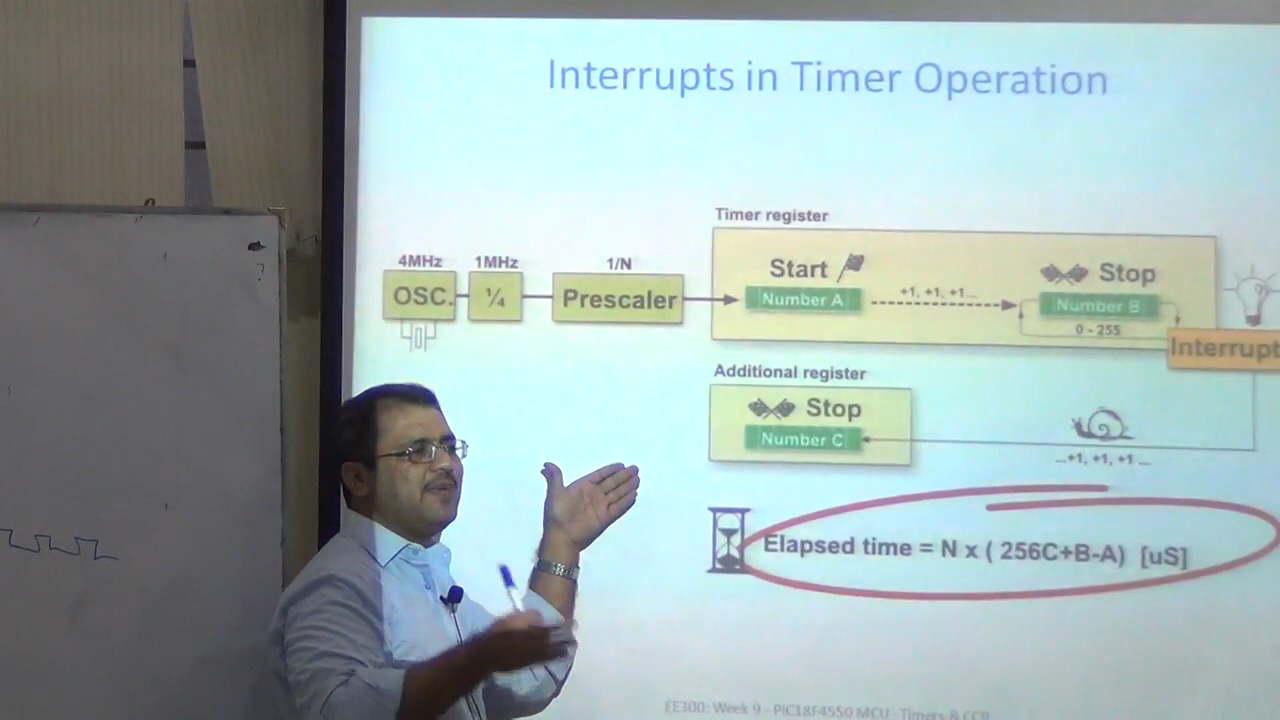 Interrupts in Timer Operation
Timer register
4MHz 1MHz 1/N
OSC. ¼ Prescaler
Start Stop
Number A +1, +1, +1... Number B
0 - 255
Interrupt
Additional register
Stop
Number C
...+1, +1, +1 ...
Elapsed time = N x ( 256C+B-A) [uS]
EE300: Week 9 - PIC18F4550 MCU - Timers & CCP